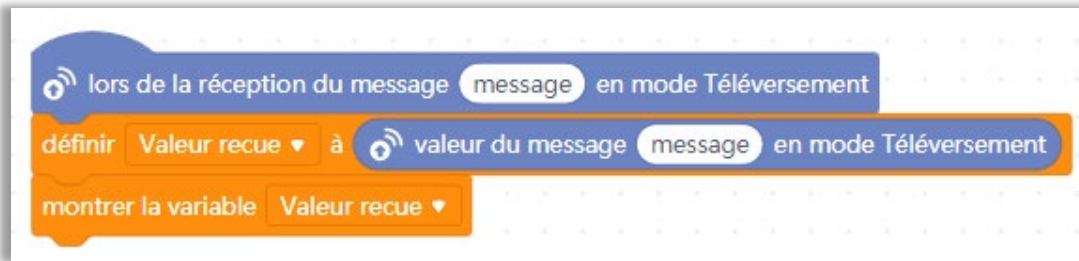 lors de la réception du message message en mode Téléversement
définir Valeur recue à valeur du message message en mode Téléversement
montrer la variable Valeur recue